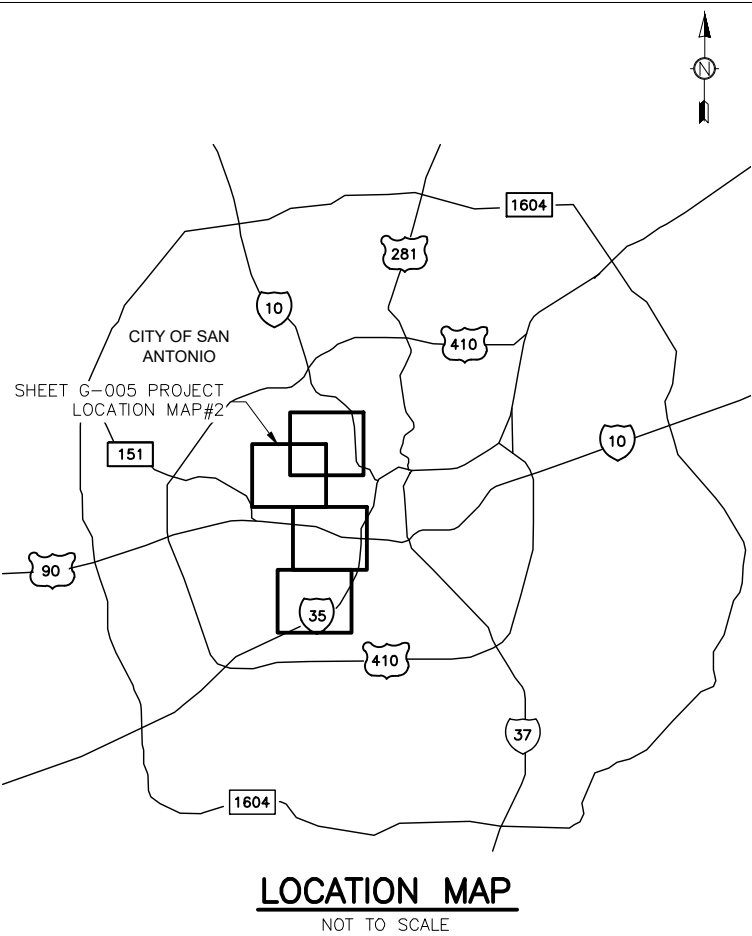 N
1604
281
10
410
CITY OF SAN
ANTONIO
SHEET G-005 PROJECT
LOCATION MAP#2
151
10
90
35
410
37
1604
LOCATION MAP
NOT TO SCALE